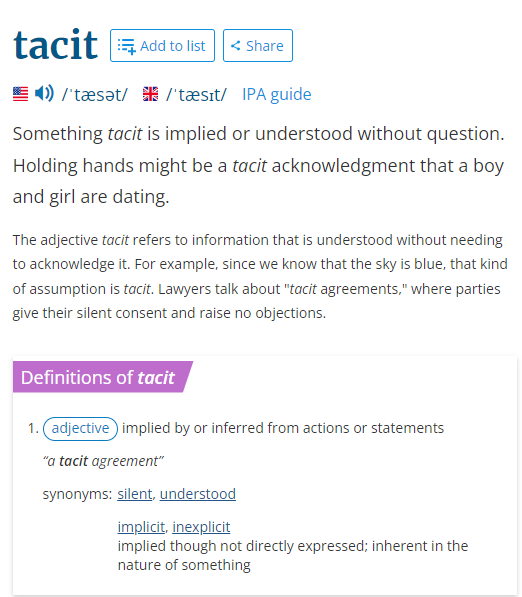 tacit Add to list Share
/ˈtæsət/ /ˈtæsɪt/ IPA guide
Something tacit is implied or understood without question.
Holding hands might be a tacit acknowledgment that a boy
and girl are dating.
The adjective tacit refers to information that is understood without needing
to acknowledge it. For example, since we know that the sky is blue, that kind
of assumption is tacit. Lawyers talk about "tacit agreements," where parties
give their silent consent and raise no objections.
Definitions of tacit
1. adjective implied by or inferred from actions or statements
“a tacit agreement”
synonyms: silent, understood
implicit, inexplicit
implied though not directly expressed; inherent in the
nature of something